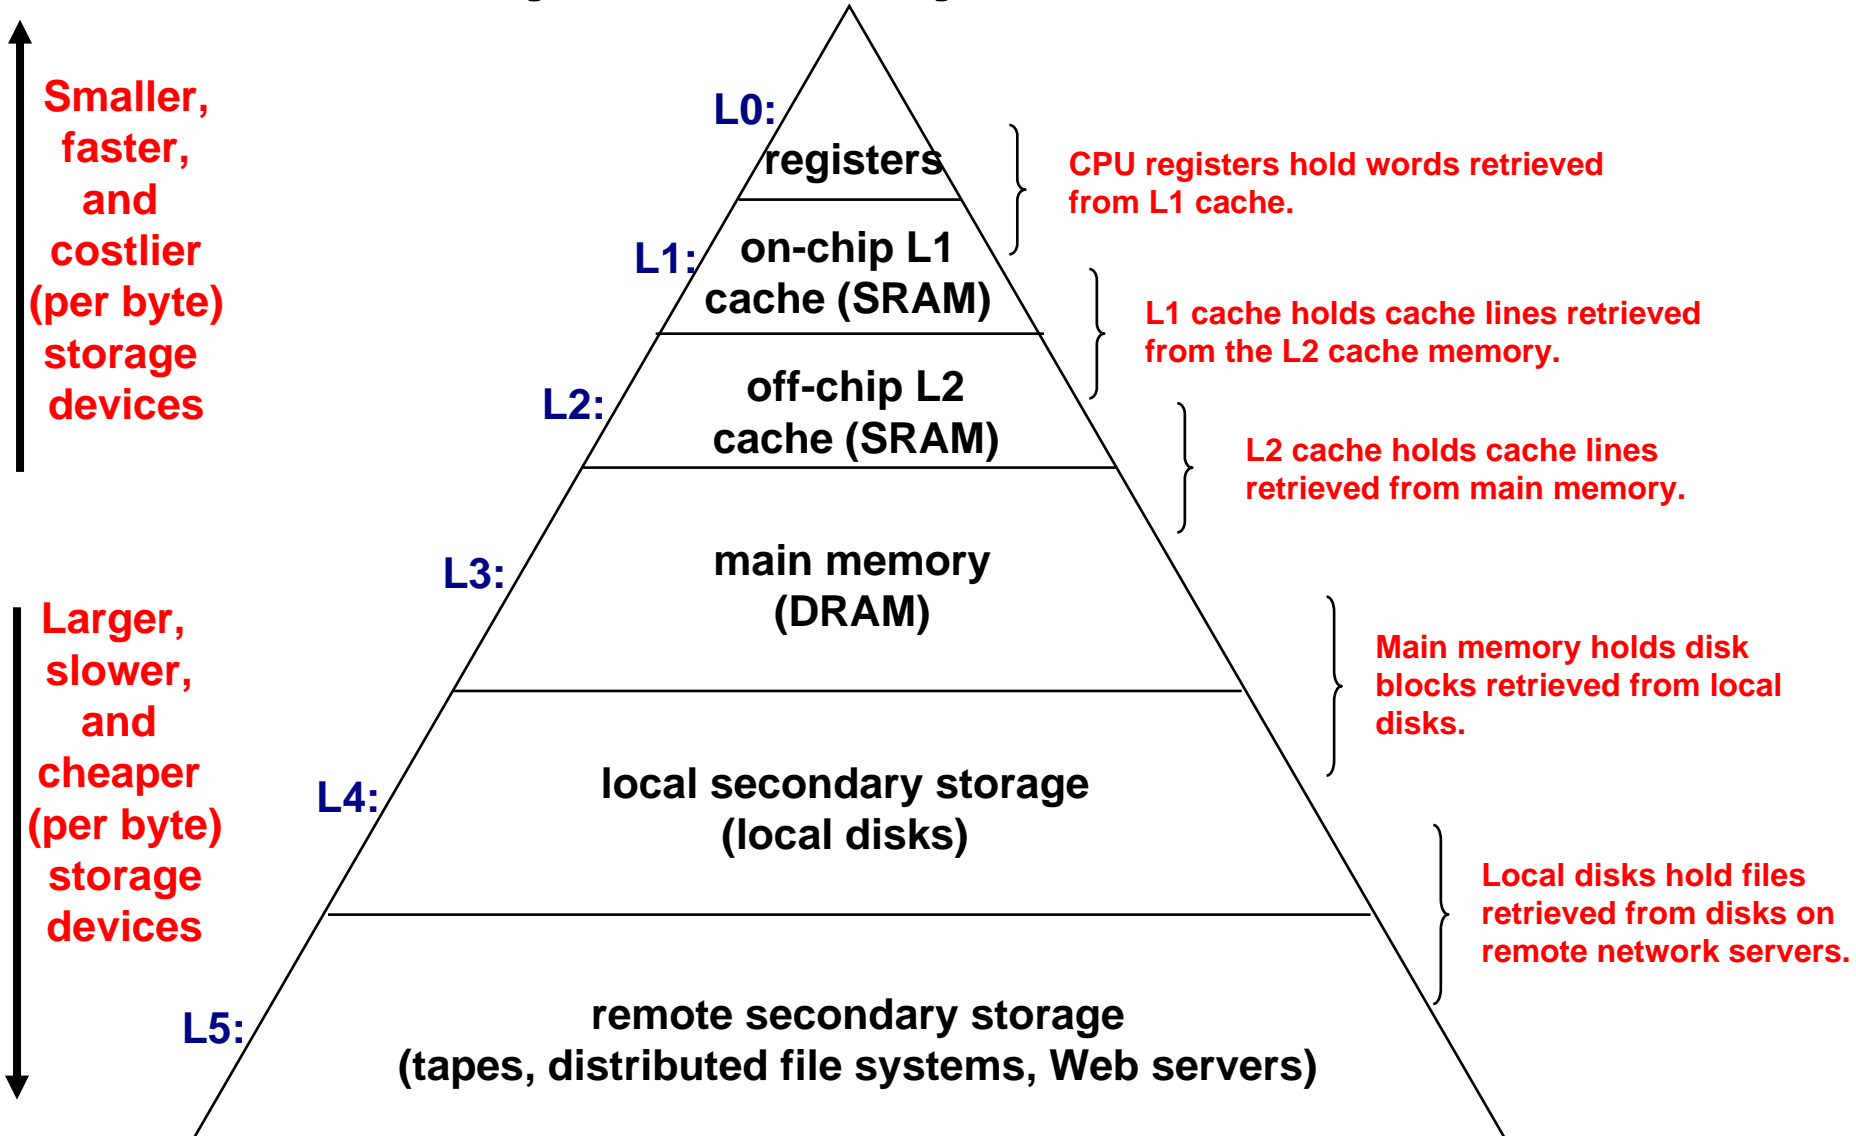 Smaller,
faster,
and
costlier
(per byte)
storage
devices
Larger,
slower,
and
cheaper
(per byte)
storage
devices
L0:
registers
L1:
on-chip L1
cache (SRAM)
L2:
off-chip L2
cache (SRAM)
L3:
main memory
(DRAM)
L4:
local secondary storage
(local disks)
L5:
remote secondary storage
(tapes, distributed file systems, Web servers)
CPU registers hold words retrieved
from L1 cache.
L1 cache holds cache lines retrieved
from the L2 cache memory.
L2 cache holds cache lines
retrieved from main memory.
Main memory holds disk
blocks retrieved from local
disks.
Local disks hold files
retrieved from disks on
remote network servers.